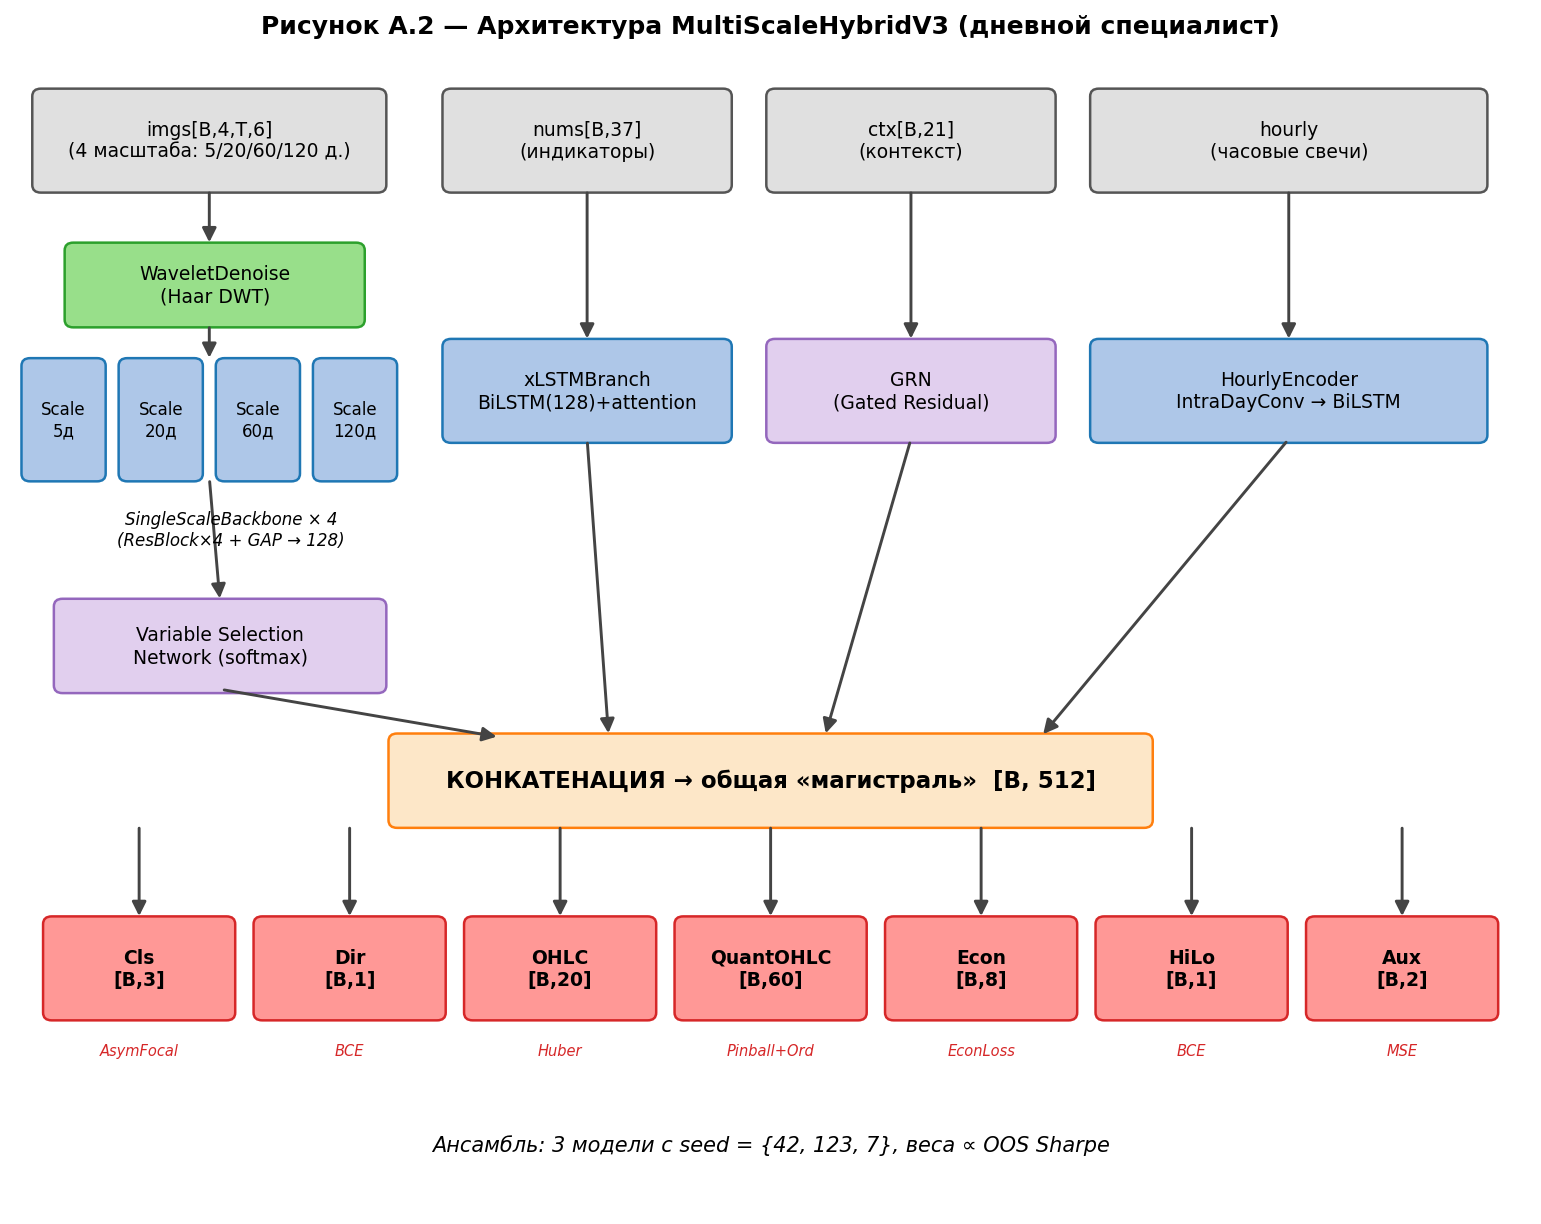 Рисунок А.2 — Архитектура MultiScaleHybridV3 (дневной специалист)
imgs[B,4,T,6]
(4 масштаба: 5/20/60/120 д.)
nums[B,37]
(индикаторы)
ctx[B,21]
(контекст)
hourly
(часовые свечи)
WaveletDenoise
(Haar DWT)
Scale
5д
Scale
20д
Scale
60д
Scale
120д
xLSTMBranch
BiLSTM(128)+attention
GRN
(Gated Residual)
HourlyEncoder
IntraDayConv → BiLSTM
SingleScaleBackbone × 4
(ResBlock×4 + GAP → 128)
Variable Selection
Network (softmax)
КОНКАТЕНАЦИЯ → общая «магистраль»  [B, 512]
Cls
[B,3]
Dir
[B,1]
OHLC
[B,20]
QuantOHLC
[B,60]
Econ
[B,8]
HiLo
[B,1]
Aux
[B,2]
AsymFocal
BCE
Huber
Pinball+Ord
EconLoss
BCE
MSE
Ансамбль: 3 модели с seed = {42, 123, 7}, веса ∝ OOS Sharpe